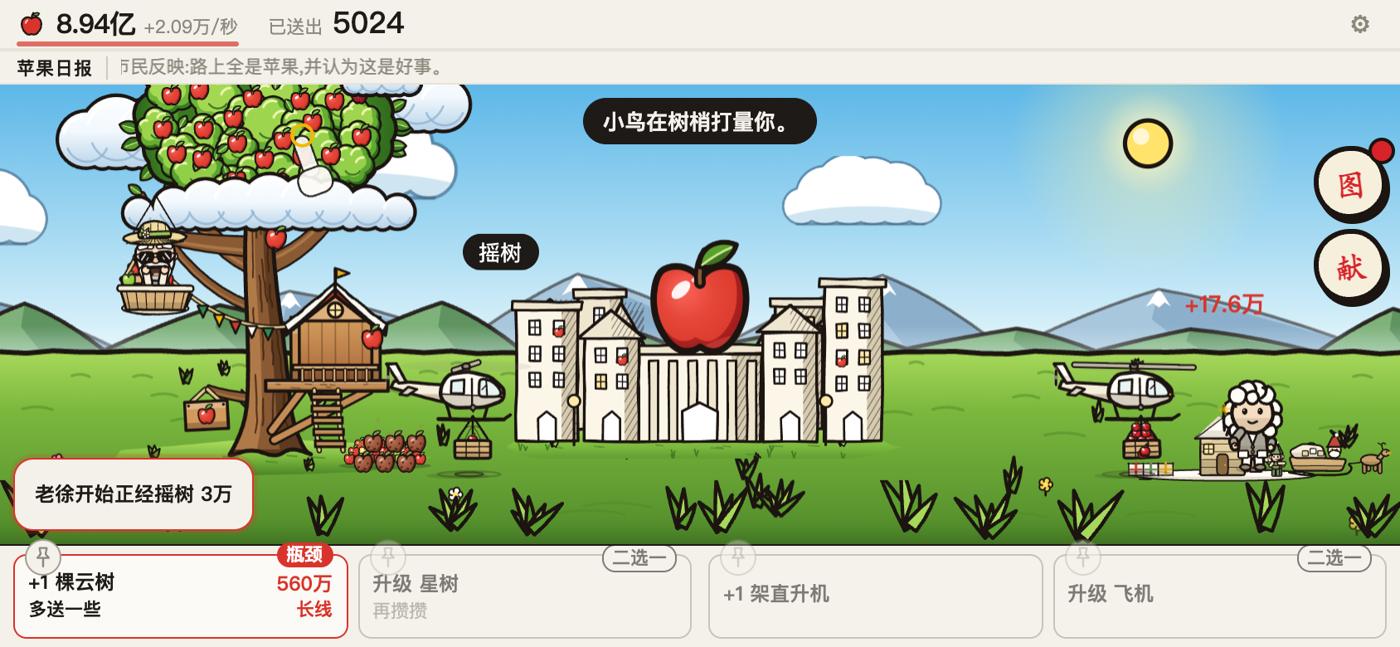 8.94亿 +2.09万/秒 已送出 5024
苹果日报 市民反映:路上全是苹果,并认为这是好事。
小鸟在树梢打量你。
图
摇树
献
+17.6万
老徐开始正经摇树 3万
瓶颈
+1 棵云树 560万
多送一些 长线
二选一
升级 星树
再攒攒
+1 架直升机
二选一
升级 飞机